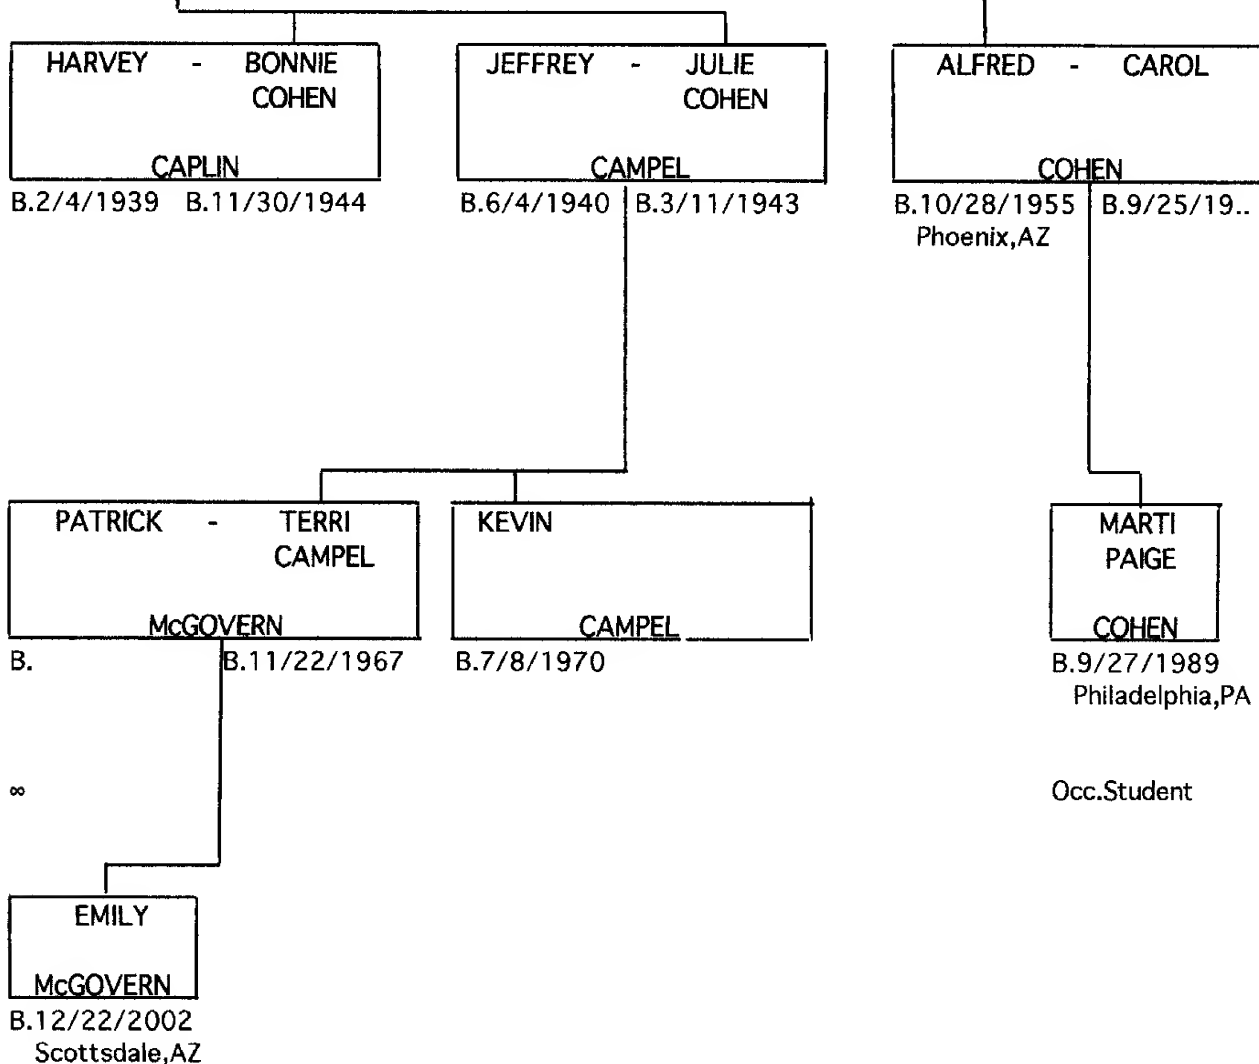 HARVEY - BONNIE
COHEN
CAPLIN
B.2/4/1939 B.11/30/1944
JEFFREY - JULIE
COHEN
CAMPEL
B.6/4/1940 B.3/11/1943
ALFRED - CAROL
COHEN
B.10/28/1955 B.9/25/19..
Phoenix,AZ
PATRICK - TERRI
CAMPEL
McGOVERN
B. B.11/22/1967
∞
KEVIN
CAMPEL
B.7/8/1970
MARTI
PAIGE
COHEN
B.9/27/1989
Philadelphia,PA
Occ.Student
EMILY
McGOVERN
B.12/22/2002
Scottsdale,AZ